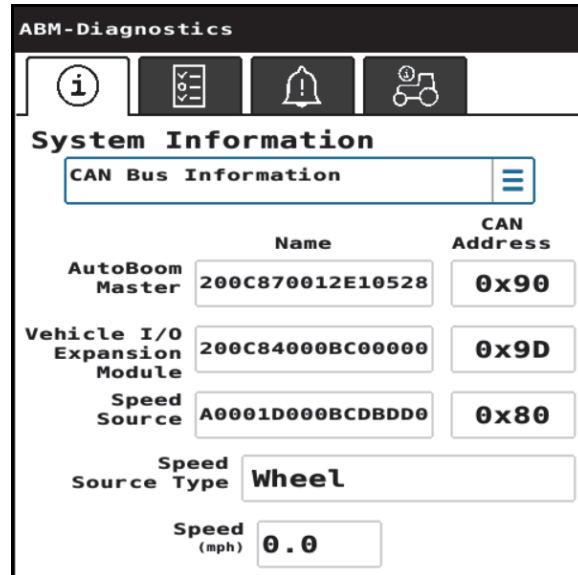 ABM-Diagnostics
System Information
CAN Bus Information
Name
CAN
Address
AutoBoom
Master
200C870012E10528
0x90
Vehicle I/O
Expansion
Module
200C84000BC00000
0x9D
Speed
Source
A0001D000BCDBDD0
0x80
Speed
Source Type
Wheel
Speed
(mph)
0.0